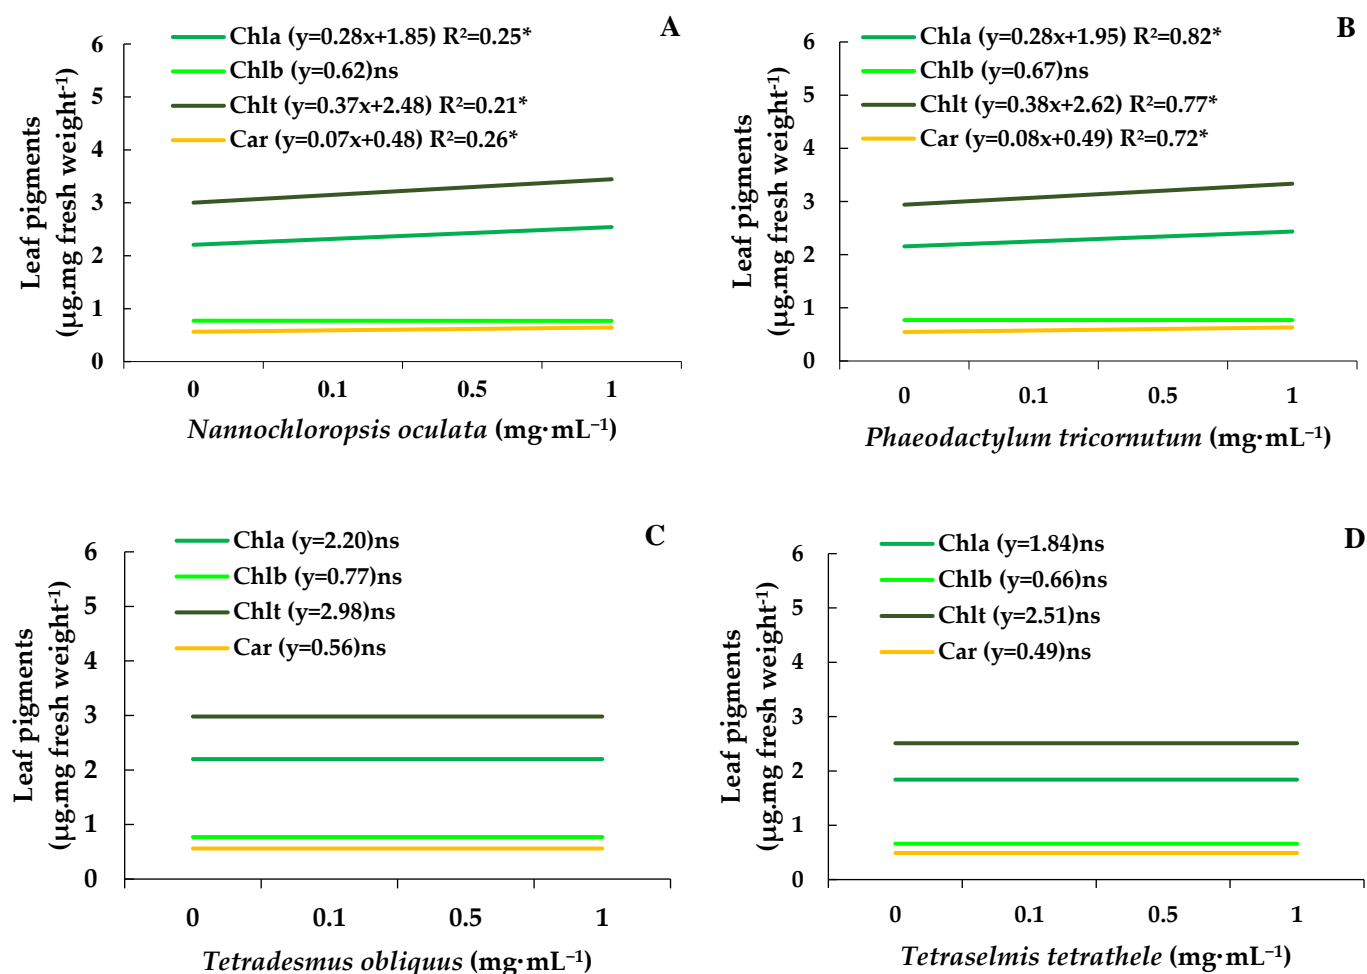 A
Chla (y=0.28x+1.85) R²=0.25*
Chlb (y=0.62)ns
Chlt (y=0.37x+2.48) R²=0.21*
Car (y=0.07x+0.48) R²=0.26*
Leaf pigments
(µg.mg fresh weight⁻¹)
6
5
4
3
2
1
0
0 0.1 0.5 1
Nannochloropsis oculata (mg·mL⁻¹)
B
Chla (y=0.28x+1.95) R²=0.82*
Chlb (y=0.67)ns
Chlt (y=0.38x+2.62) R²=0.77*
Car (y=0.08x+0.49) R²=0.72*
Leaf pigments
(µg.mg fresh weight⁻¹)
6
5
4
3
2
1
0
0 0.1 0.5 1
Phaeodactylum tricornutum (mg·mL⁻¹)
C
Chla (y=2.20)ns
Chlb (y=0.77)ns
Chlt (y=2.98)ns
Car (y=0.56)ns
Leaf pigments
(µg.mg fresh weight⁻¹)
6
5
4
3
2
1
0
0 0.1 0.5 1
Tetradesmus obliquus (mg·mL⁻¹)
D
Chla (y=1.84)ns
Chlb (y=0.66)ns
Chlt (y=2.51)ns
Car (y=0.49)ns
Leaf pigments
(µg.mg fresh weight⁻¹)
6
5
4
3
2
1
0
0 0.1 0.5 1
Tetraselmis tetrathele (mg·mL⁻¹)